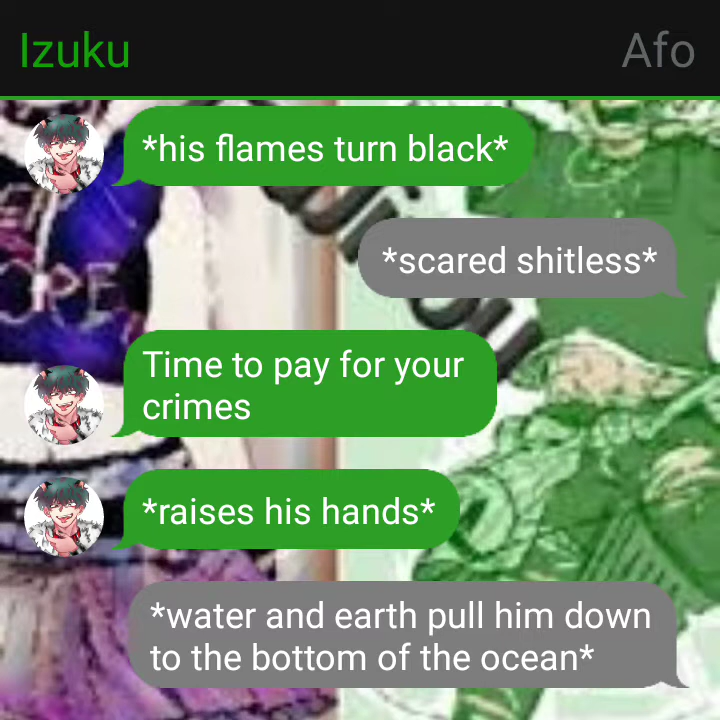 Izuku
Afo
*his flames turn black*
*scared shitless*
Time to pay for your
crimes
*raises his hands*
*water and earth pull him down
to the bottom of the ocean*